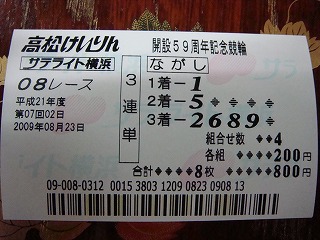 高松けいりん 開設59周年記念競輪
サテライト横浜 ながし
08レース
平成21年度
第07回02日
2009年08月23日
3連単
1着-1
2着-5◆◆◆◆
3着-2689◆
組合せ数◆◆4
各組◆◆◆◆200円
合計◆◆◆◆8枚◆◆◆◆◆800円
09-008-0312 0015 3803 1209 0823 0908 13